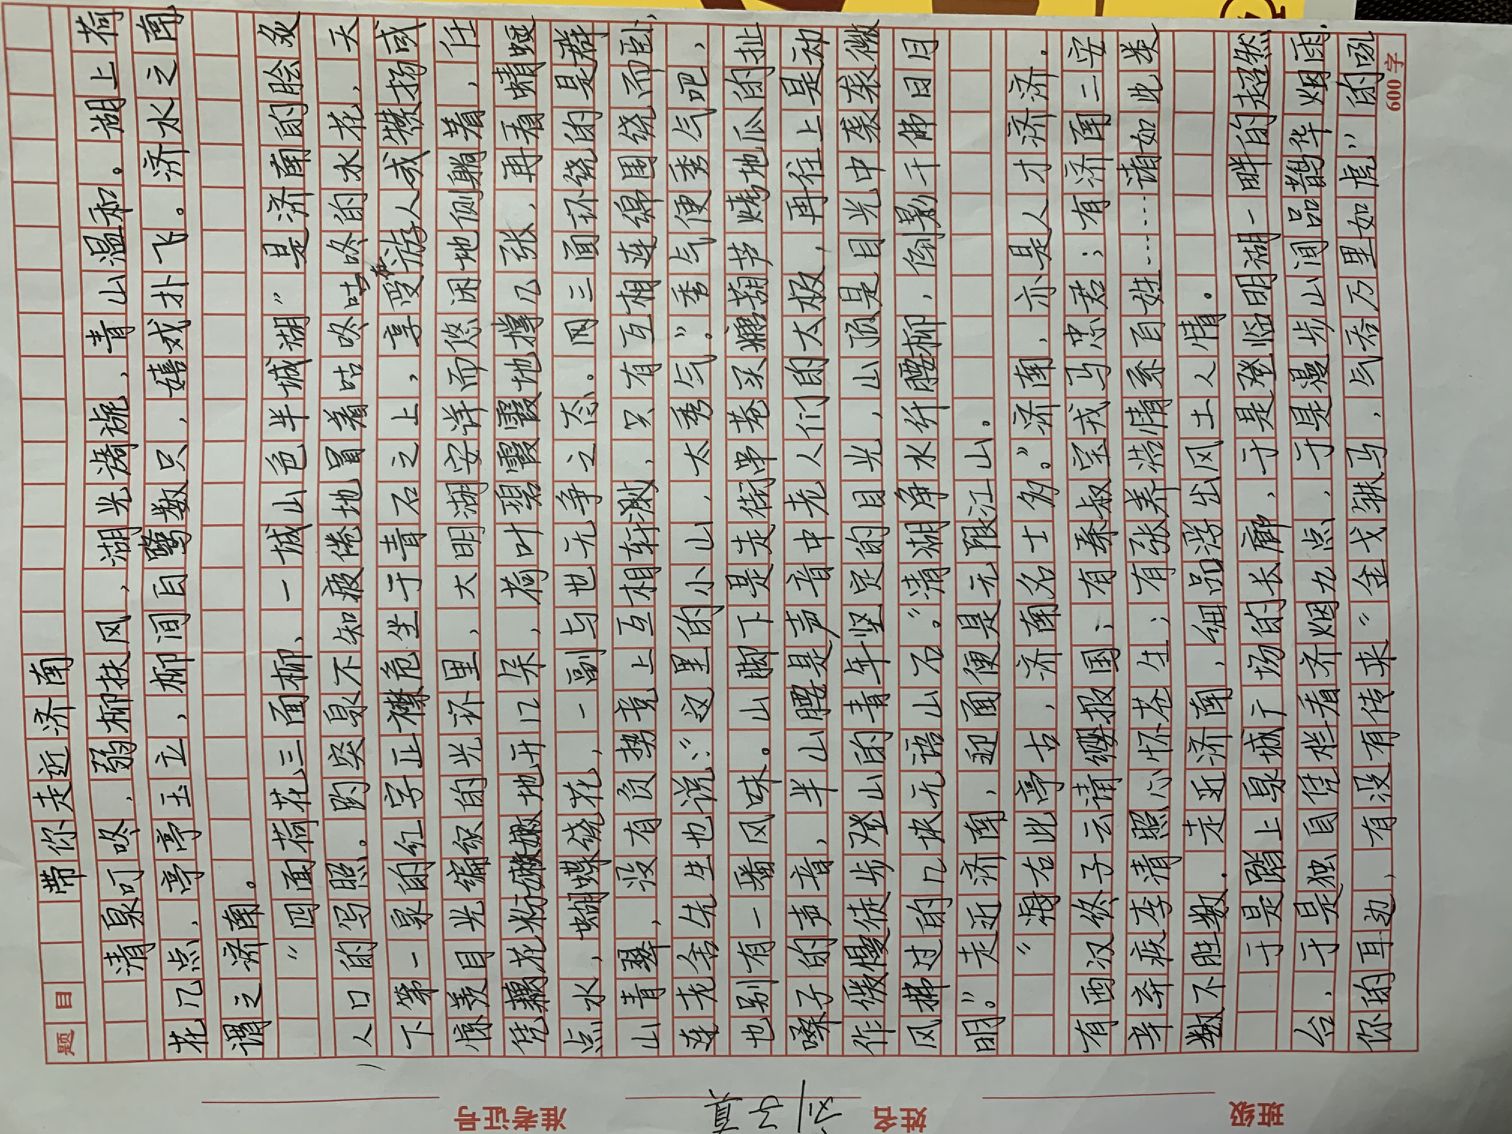 题目 带你走近济南
清泉叮咚，弱柳扶风，湖光旖旎，青山温和。湖上荷
花几点，亭亭玉立，柳间白鹭数只，嬉戏扑飞。济水之南
谓之济南。
“四面荷花三面柳、一城山色半城湖”是济南的脍炙
人口的写照。趵突泉不知疲倦地冒着咕咚咕咚的水花，天
下第一泉的红字正襟危坐于青石之上，享受在游人或赞扬或
惊羡目光编织的光环里，大明湖安详而悠闲地侧躺着，任
凭藕花粉嫩嫩地开几朵，荷叶碧霞霞地撑几张，再看蜻蜓
点水，蝴蝶绕花，一副与世无争之态。网三面环绕的是群
山青翠，没有负势竞上互相轩邈，只有互相连绵围绕而卧，
连老舍先生也说：“这里的小山，太秀气。”秀气便秀气吧，
也别有一番风味。山脚下是走街串巷买糖葫芦烤地瓜的扯
嗓子的声音，半山腰是声音中老人们的太极，再往上是动
作缓慢徒步登山的青年坚定的目光，山顶是目光中袭袭微
风拂过的几块无语山石。“清湖角水纤腰柳，倒影千佛日月
明。”走近济南，迎面便是无限江山。
“海右此亭古，济南名士多。”济南，亦是人才济济。
有西汉终子云请缨报国；有秦叔宝戎马忠君；有济南二安
辛弃疾李清照心怀苍生；有张养浩情系百姓……诸如此类
数不胜数．走近济南，细品浮出风土人情。
于是踏上泉城广场的长廊，于是登临明湖一畔的超然
台，于是独自凭栏看齐烟九点，于是漫步山间品鹊华烟雨．
你的耳边，有没有传来“金戈铁马，气吞万里如虎”的吼
600字
准考证号
姓名 刘子真
班级